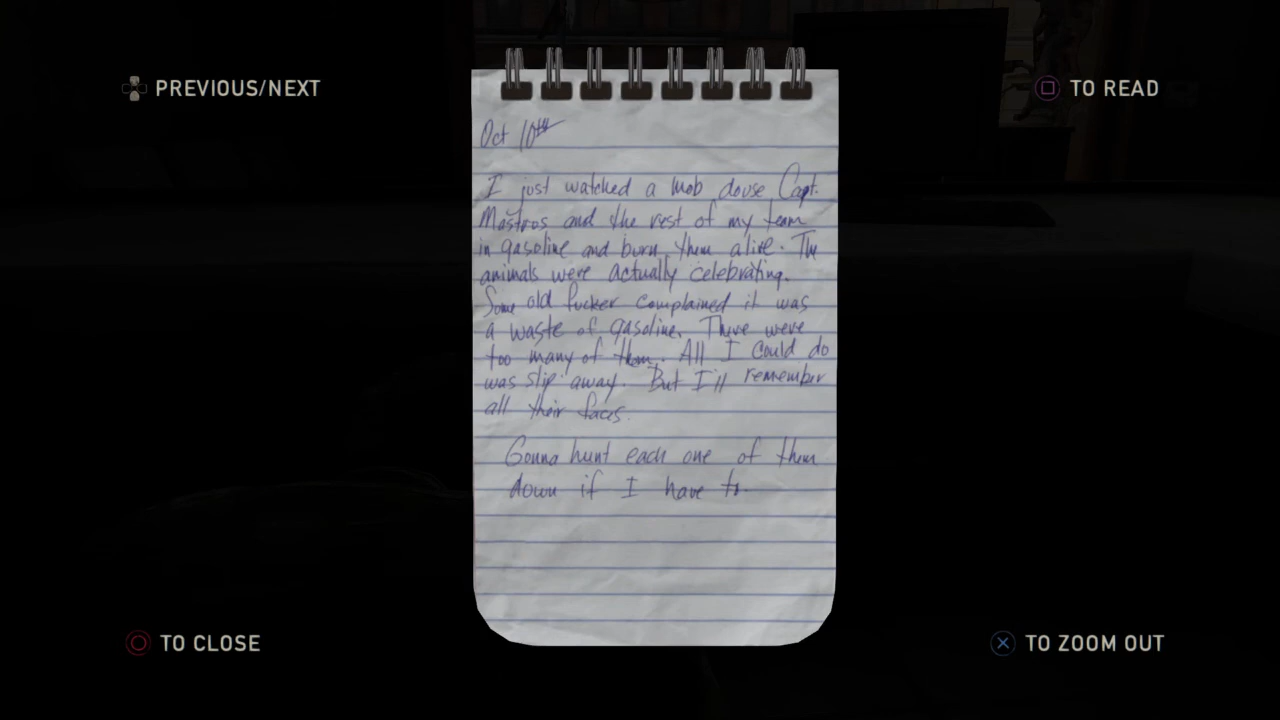 PREVIOUS/NEXT
TO READ
Oct 10th
I just watched a mob douse Capt.
Mastros and the rest of my team
in gasoline and burn them alive. The
animals were actually celebrating.
Some old fucker complained it was
a waste of gasoline. There were
too many of them. All I could do
was slip away. But I'll remember
all their faces.
Gonna hunt each one of them
down if I have to.
TO CLOSE
TO ZOOM OUT